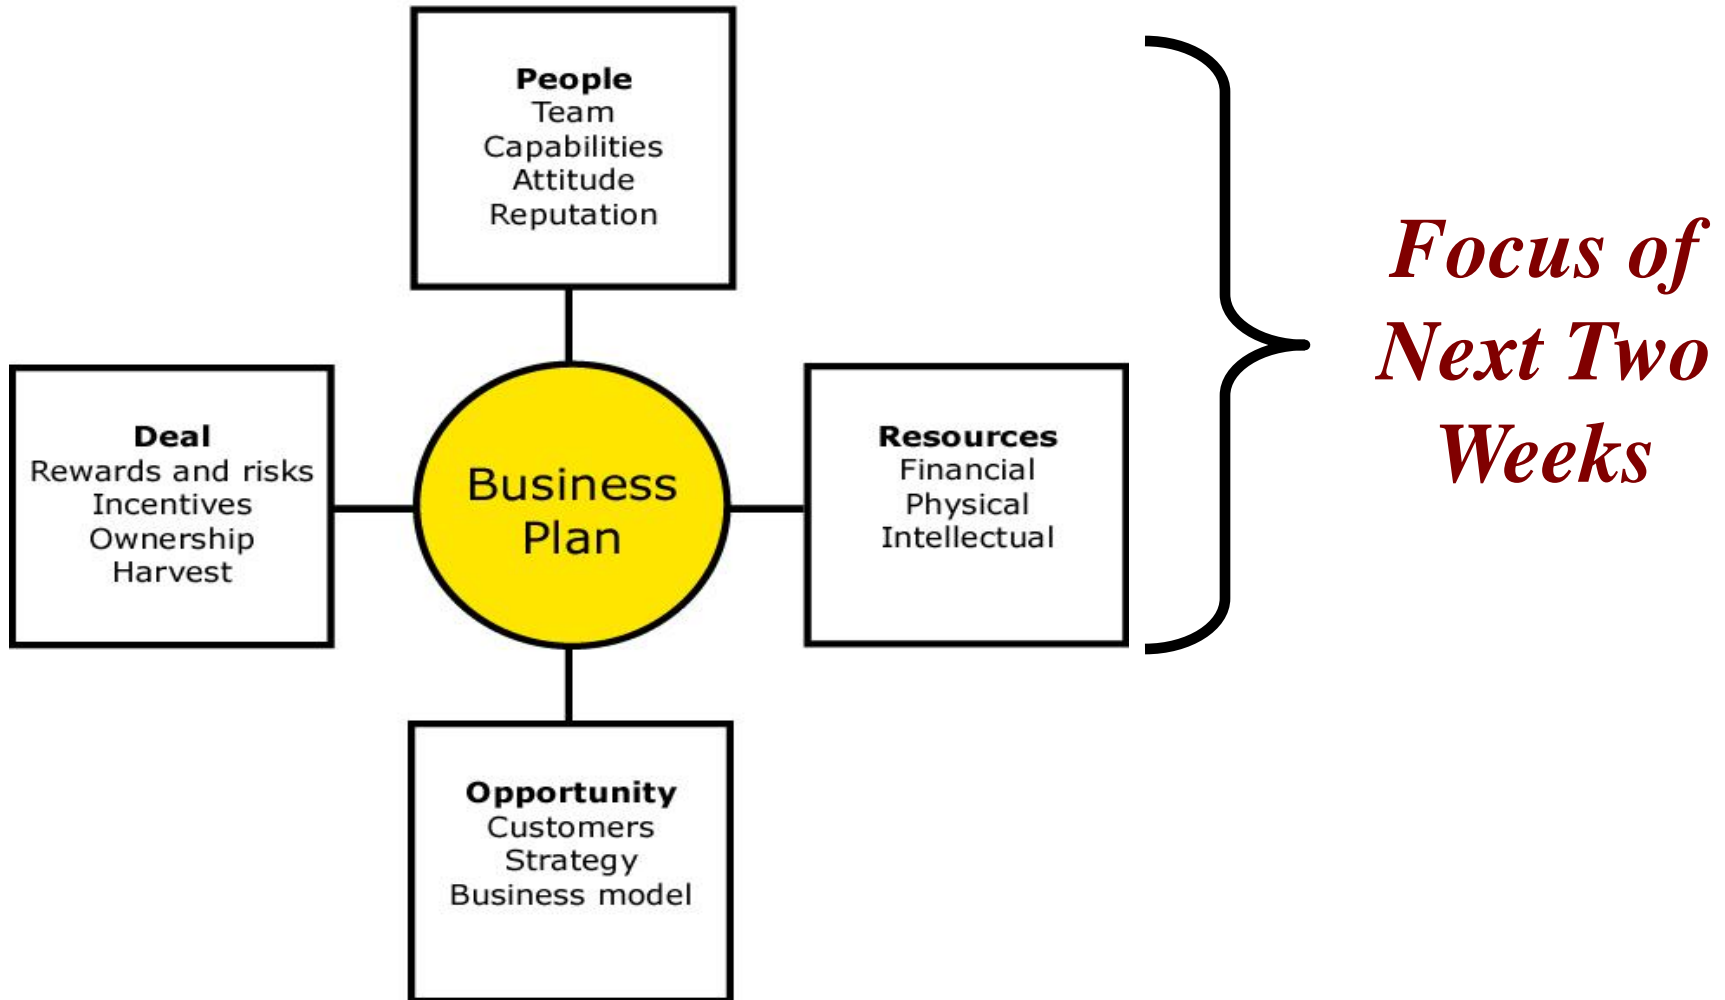 People
Team
Capabilities
Attitude
Reputation
Deal
Rewards and risks
Incentives
Ownership
Harvest
Business
Plan
Resources
Financial
Physical
Intellectual
Opportunity
Customers
Strategy
Business model
Focus of
Next Two
Weeks